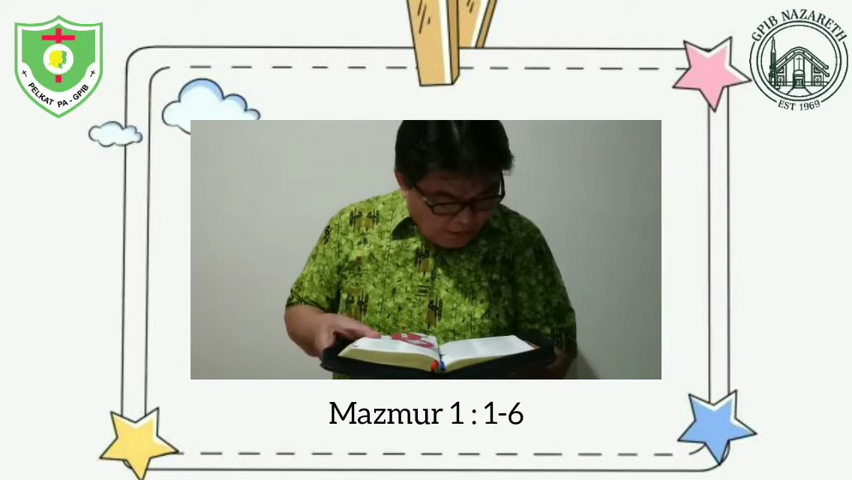 PELKAT PA - GPIB
GPIB NAZARETH
EST 1969
Mazmur 1 : 1-6